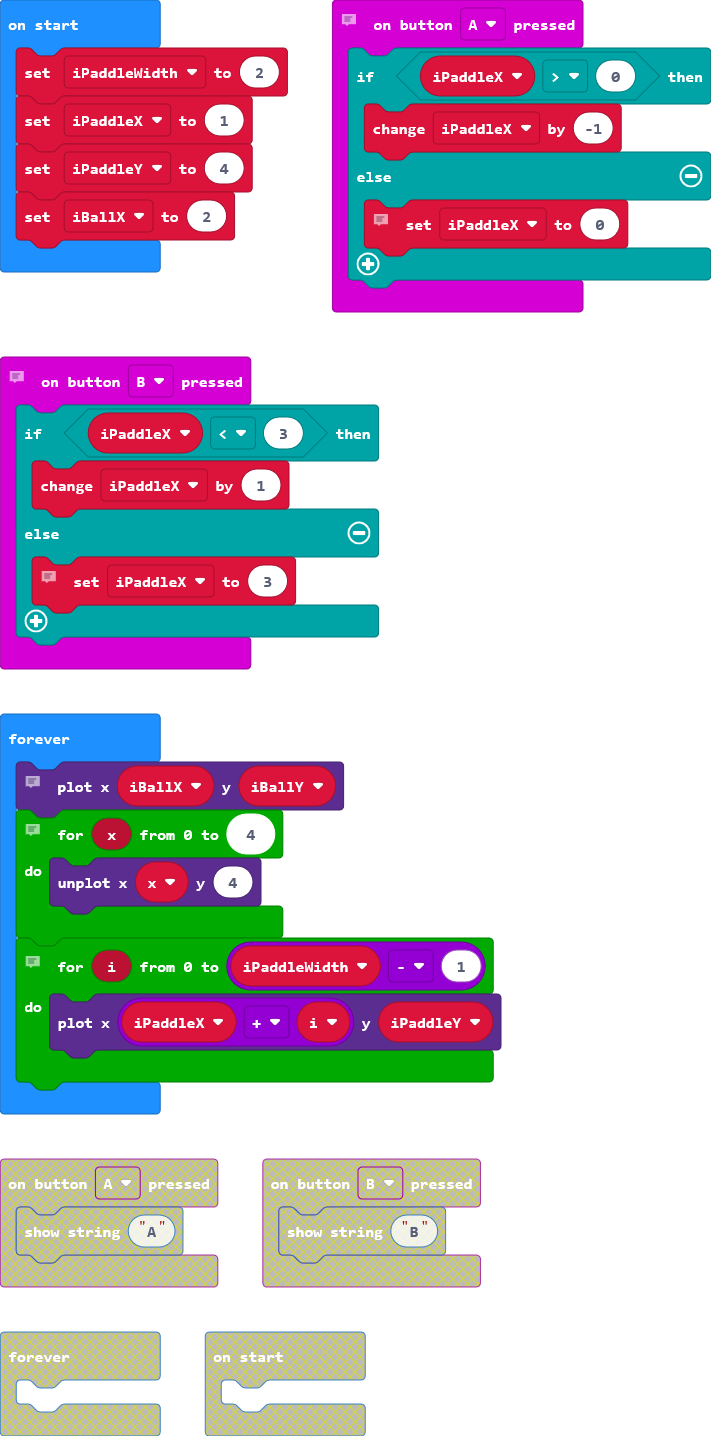 on start
set iPaddleWidth to 2
set iPaddleX to 1
set iPaddleY to 4
set iBallX to 2
on button A pressed
if iPaddleX > 0 then
change iPaddleX by -1
else
set iPaddleX to 0
on button B pressed
if iPaddleX < 3 then
change iPaddleX by 1
else
set iPaddleX to 3
forever
plot x iBallX y iBallY
for x from 0 to 4
do
unplot x x y 4
for i from 0 to iPaddleWidth - 1
do
plot x iPaddleX + i y iPaddleY
on button A pressed
show string "A"
on button B pressed
show string "B"
forever
on start